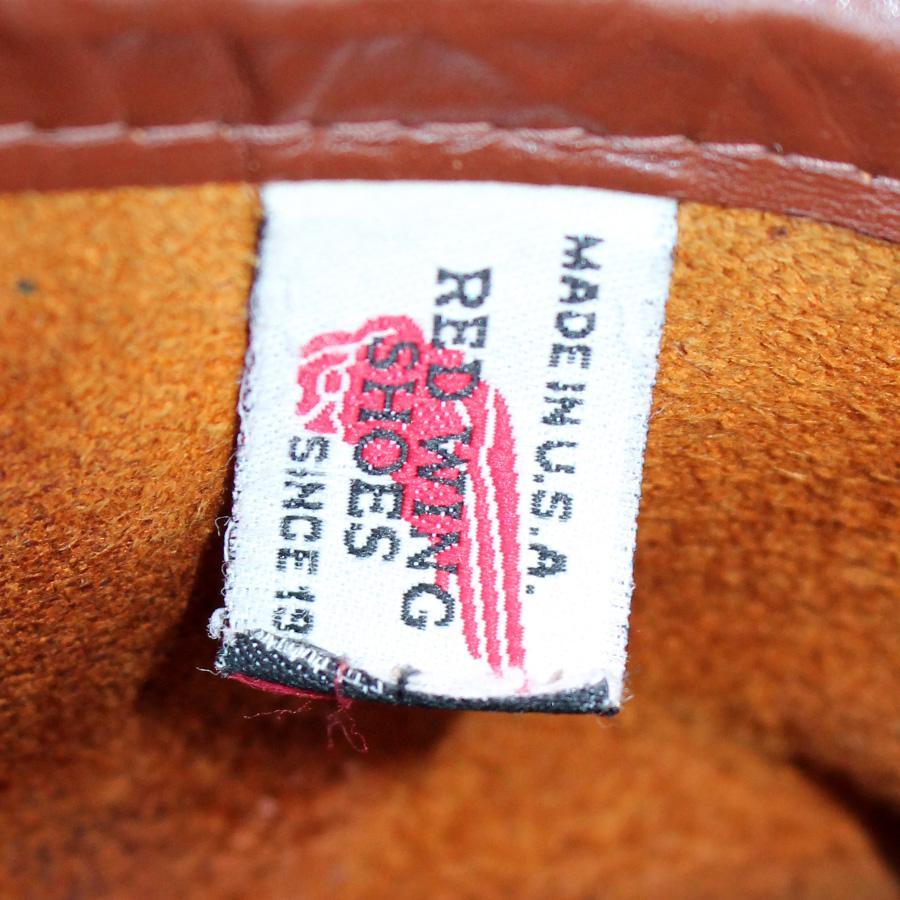 MADE IN U.S.A.
RED WING
SHOES
SINCE 19